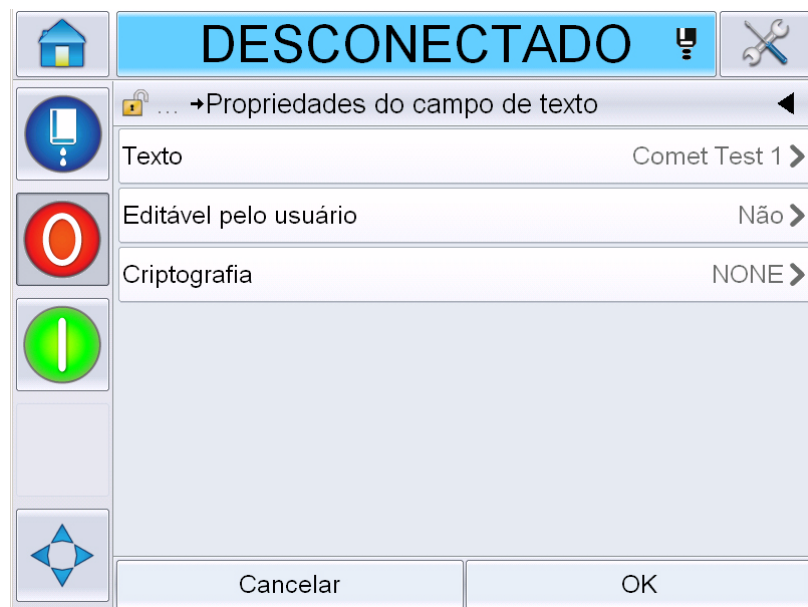 DESCONECTADO
... →Propriedades do campo de texto
Texto Comet Test 1
Editável pelo usuário Não
Criptografia NONE
Cancelar OK